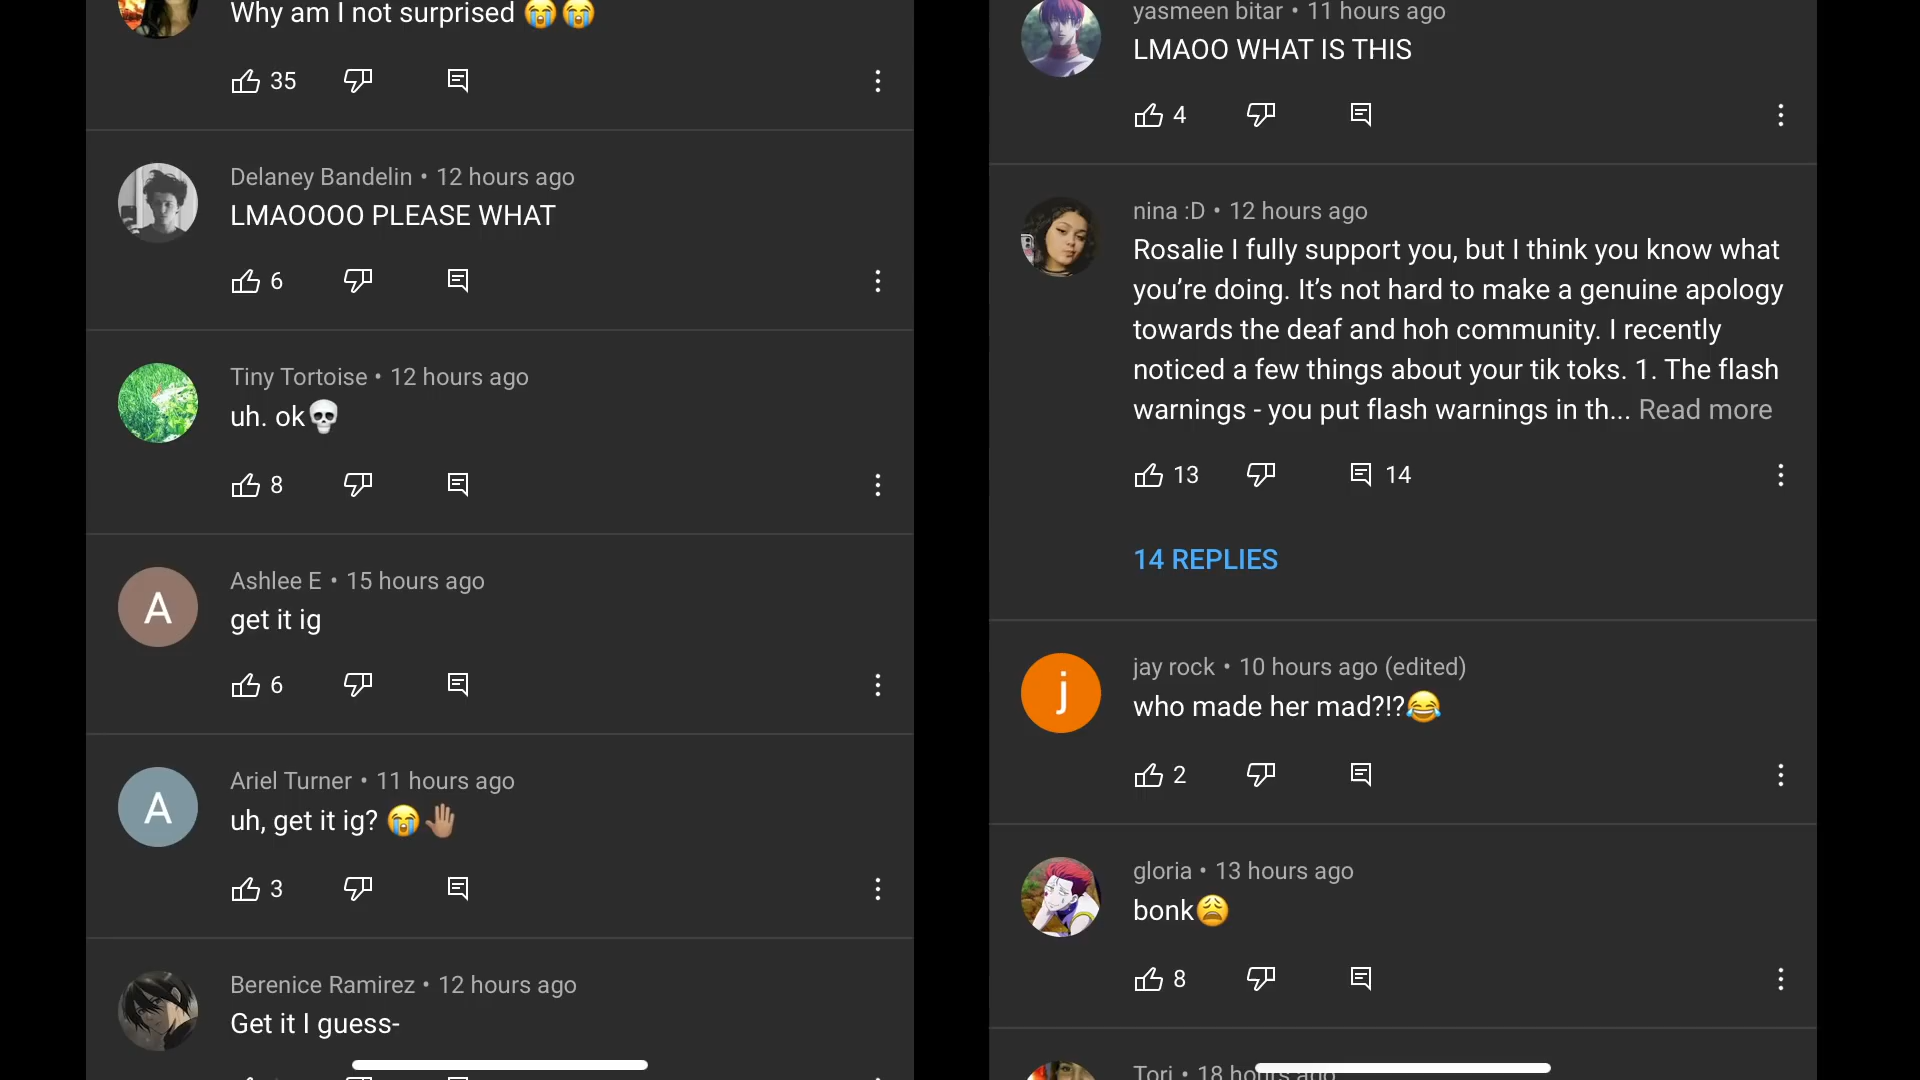 Why am I not surprised 😭😭
35
Delaney Bandelin • 12 hours ago
LMAOOOO PLEASE WHAT
6
Tiny Tortoise • 12 hours ago
uh. ok💀
8
A
Ashlee E • 15 hours ago
get it ig
6
A
Ariel Turner • 11 hours ago
uh, get it ig? 😭🤚🏽
3
Berenice Ramirez • 12 hours ago
Get it I guess-
yasmeen bitar • 11 hours ago
LMAOO WHAT IS THIS
4
nina :D • 12 hours ago
Rosalie I fully support you, but I think you know what
you’re doing. It’s not hard to make a genuine apology
towards the deaf and hoh community. I recently
noticed a few things about your tik toks. 1. The flash
warnings - you put flash warnings in th... Read more
13
14
14 REPLIES
j
jay rock • 10 hours ago (edited)
who made her mad?!?😂
2
gloria • 13 hours ago
bonk😩
8
Tori • 18 hours ago